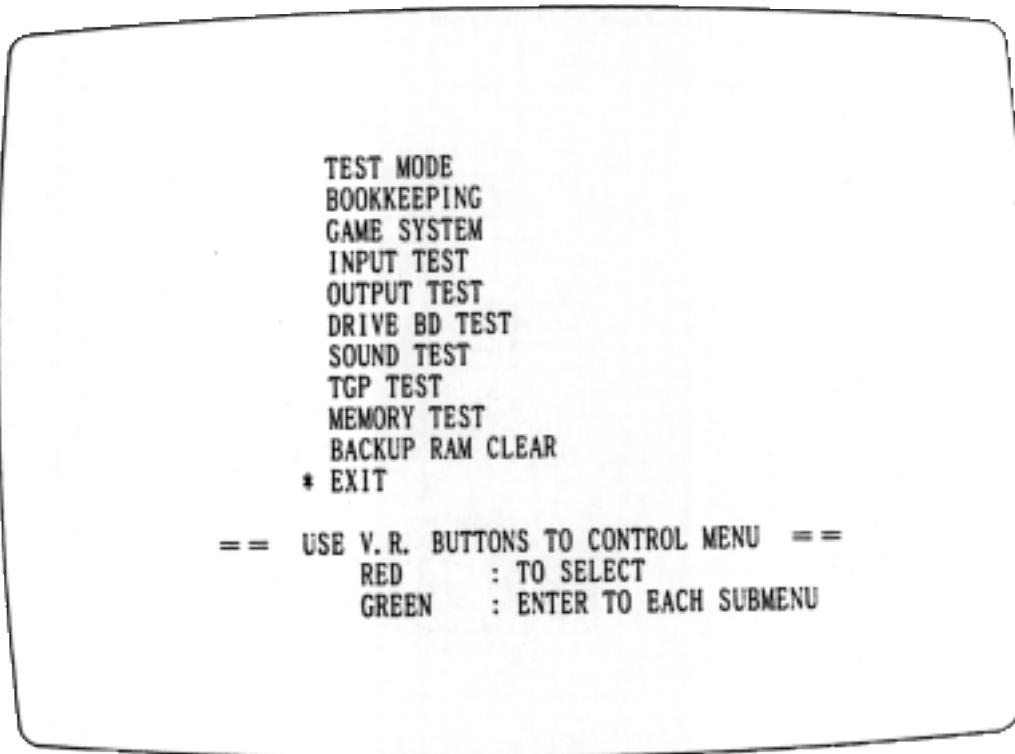 TEST MODE
BOOKKEEPING
GAME SYSTEM
INPUT TEST
OUTPUT TEST
DRIVE BD TEST
SOUND TEST
TGP TEST
MEMORY TEST
BACKUP RAM CLEAR
* EXIT
== USE V.R. BUTTONS TO CONTROL MENU ==
RED : TO SELECT
GREEN : ENTER TO EACH SUBMENU